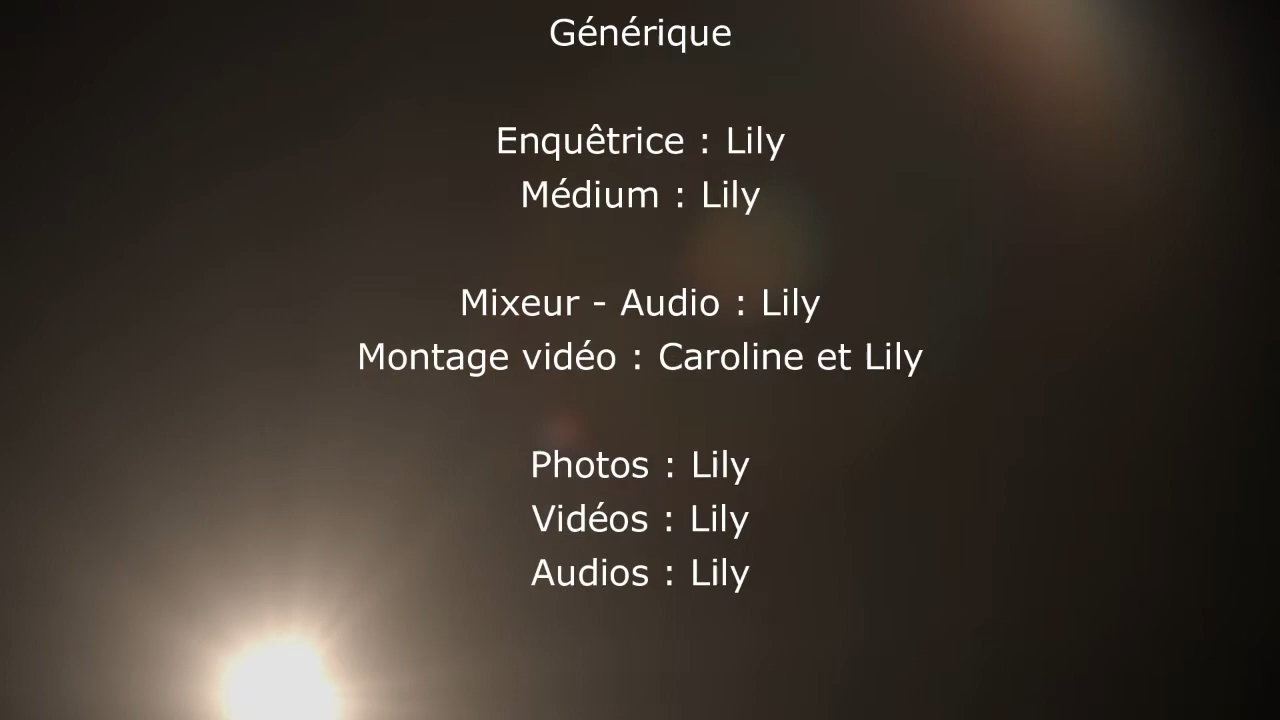 Générique
Enquêtrice : Lily
Médium : Lily
Mixeur - Audio : Lily
Montage vidéo : Caroline et Lily
Photos : Lily
Vidéos : Lily
Audios : Lily